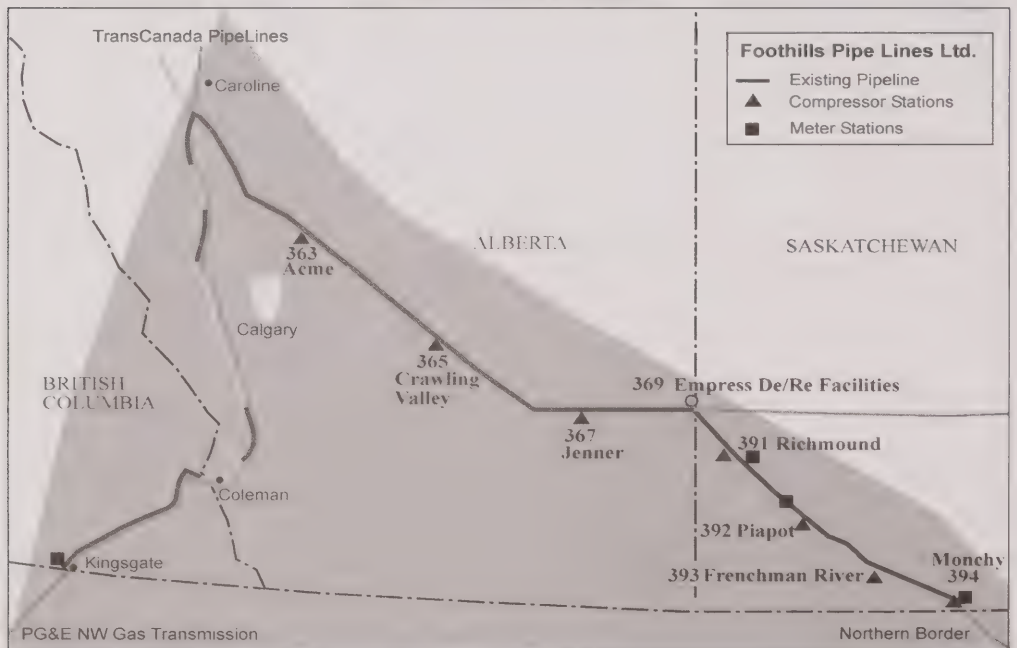 TransCanada PipeLines
Caroline
Foothills Pipe Lines Ltd.
Existing Pipeline
Compressor Stations
Meter Stations
363
Acme
ALBERTA
SASKATCHEWAN
Calgary
365
Crawling
Valley
BRITISH
COLUMBIA
369 Empress De/Re Facilities
367
Jenner
391 Richmound
Coleman
392 Piapot
Kingsgate
393 Frenchman River
Monchy
394
PG&E NW Gas Transmission
Northern Border